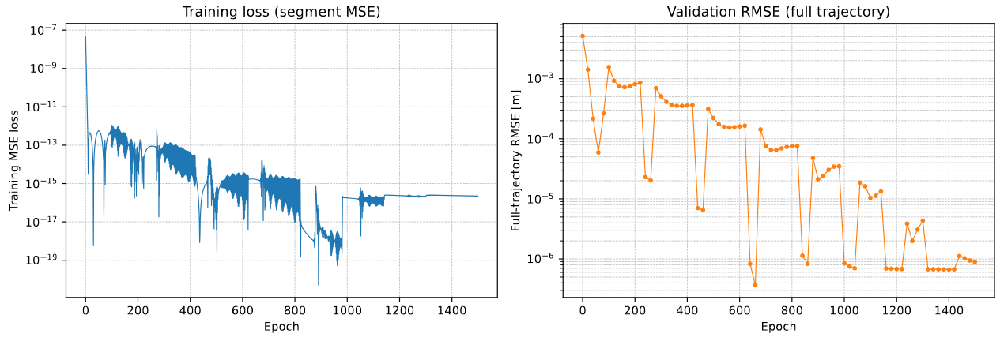 Training loss (segment MSE)
Training MSE loss
10⁻⁷
10⁻⁹
10⁻¹¹
10⁻¹³
10⁻¹⁵
10⁻¹⁷
10⁻¹⁹
0 200 400 600 800 1000 1200 1400
Epoch
Validation RMSE (full trajectory)
Full-trajectory RMSE [m]
10⁻³
10⁻⁴
10⁻⁵
10⁻⁶
0 200 400 600 800 1000 1200 1400
Epoch